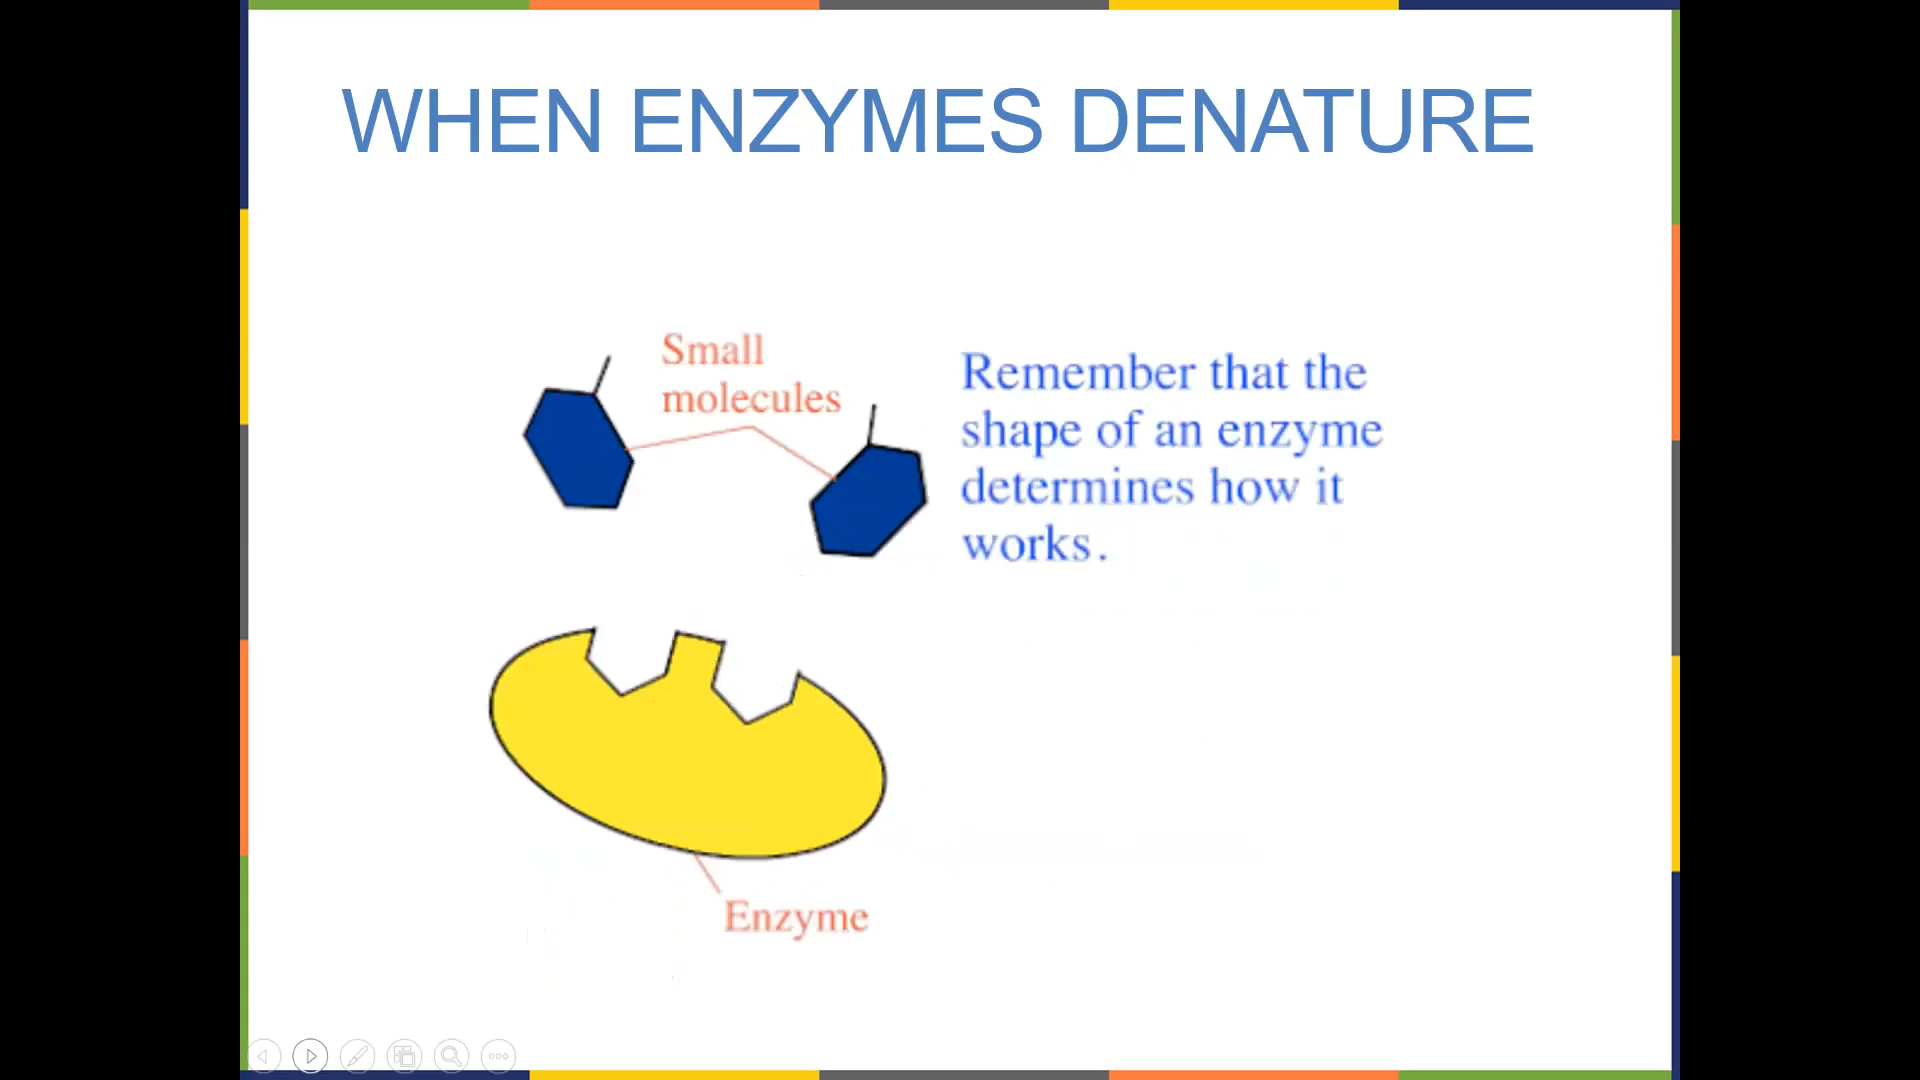 WHEN ENZYMES DENATURE
Small
molecules
Remember that the
shape of an enzyme
determines how it
works.
Enzyme